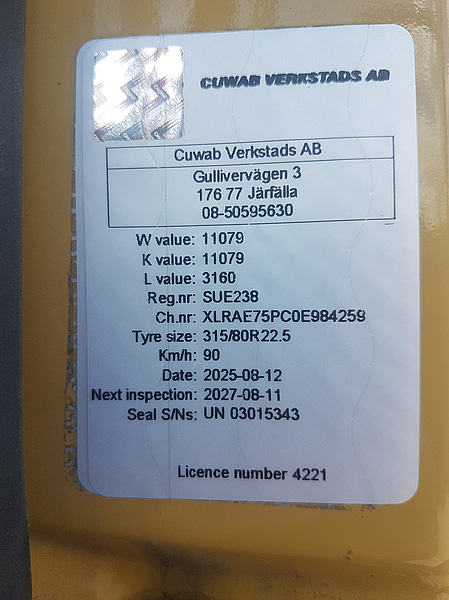 CUWAB VERKSTADS AB
Cuwab Verkstads AB
Gullivervägen 3
176 77 Järfälla
08-50595630
W value: 11079
K value: 11079
L value: 3160
Reg.nr: SUE238
Ch.nr: XLRAE75PC0E984259
Tyre size: 315/80R22.5
Km/h: 90
Date: 2025-08-12
Next inspection: 2027-08-11
Seal S/Ns: UN 03015343
Licence number 4221